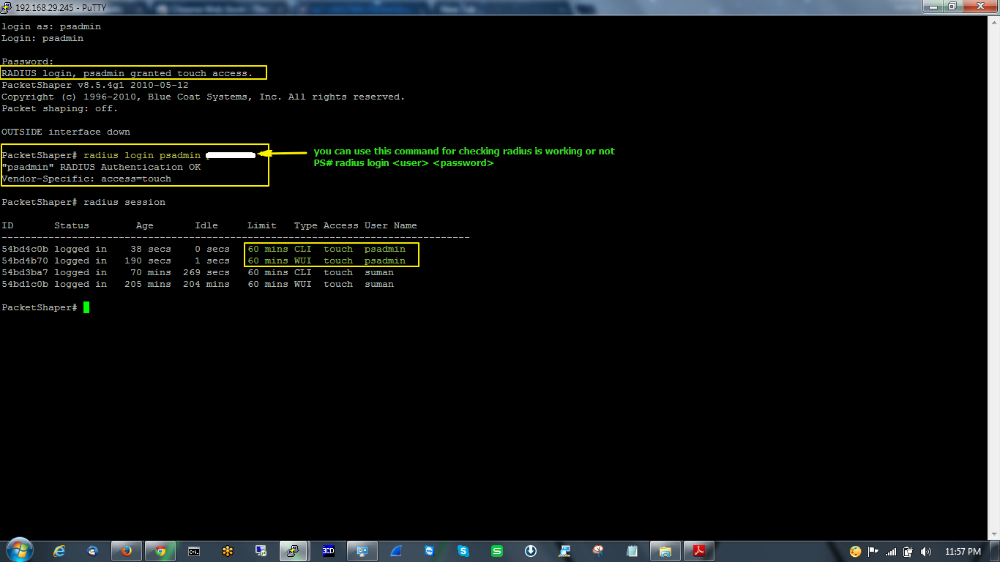 192.168.29.245 - PuTTY
login as: psadmin
Login: psadmin
Password:
RADIUS login, psadmin granted touch access.
PacketShaper v8.5.4g1 2010-05-12
Copyright (c) 1996-2010, Blue Coat Systems, Inc. All rights reserved.
Packet shaping: off.
OUTSIDE interface down
PacketShaper# radius login psadmin
you can use this command for checking radius is working or not
PS# radius login <user> <password>
"psadmin" RADIUS Authentication OK
Vendor-Specific: access=touch
PacketShaper# radius session
ID Status Age Idle Limit Type Access User Name
--------------------------------------------------------------------------------
54bd4c0b logged in 38 secs 0 secs 60 mins CLI touch psadmin
54bd4b70 logged in 190 secs 1 secs 60 mins WUI touch psadmin
54bd3ba7 logged in 70 mins 269 secs 60 mins CLI touch suman
54bd1c0b logged in 205 mins 204 mins 60 mins WUI touch suman
PacketShaper#
11:57 PM